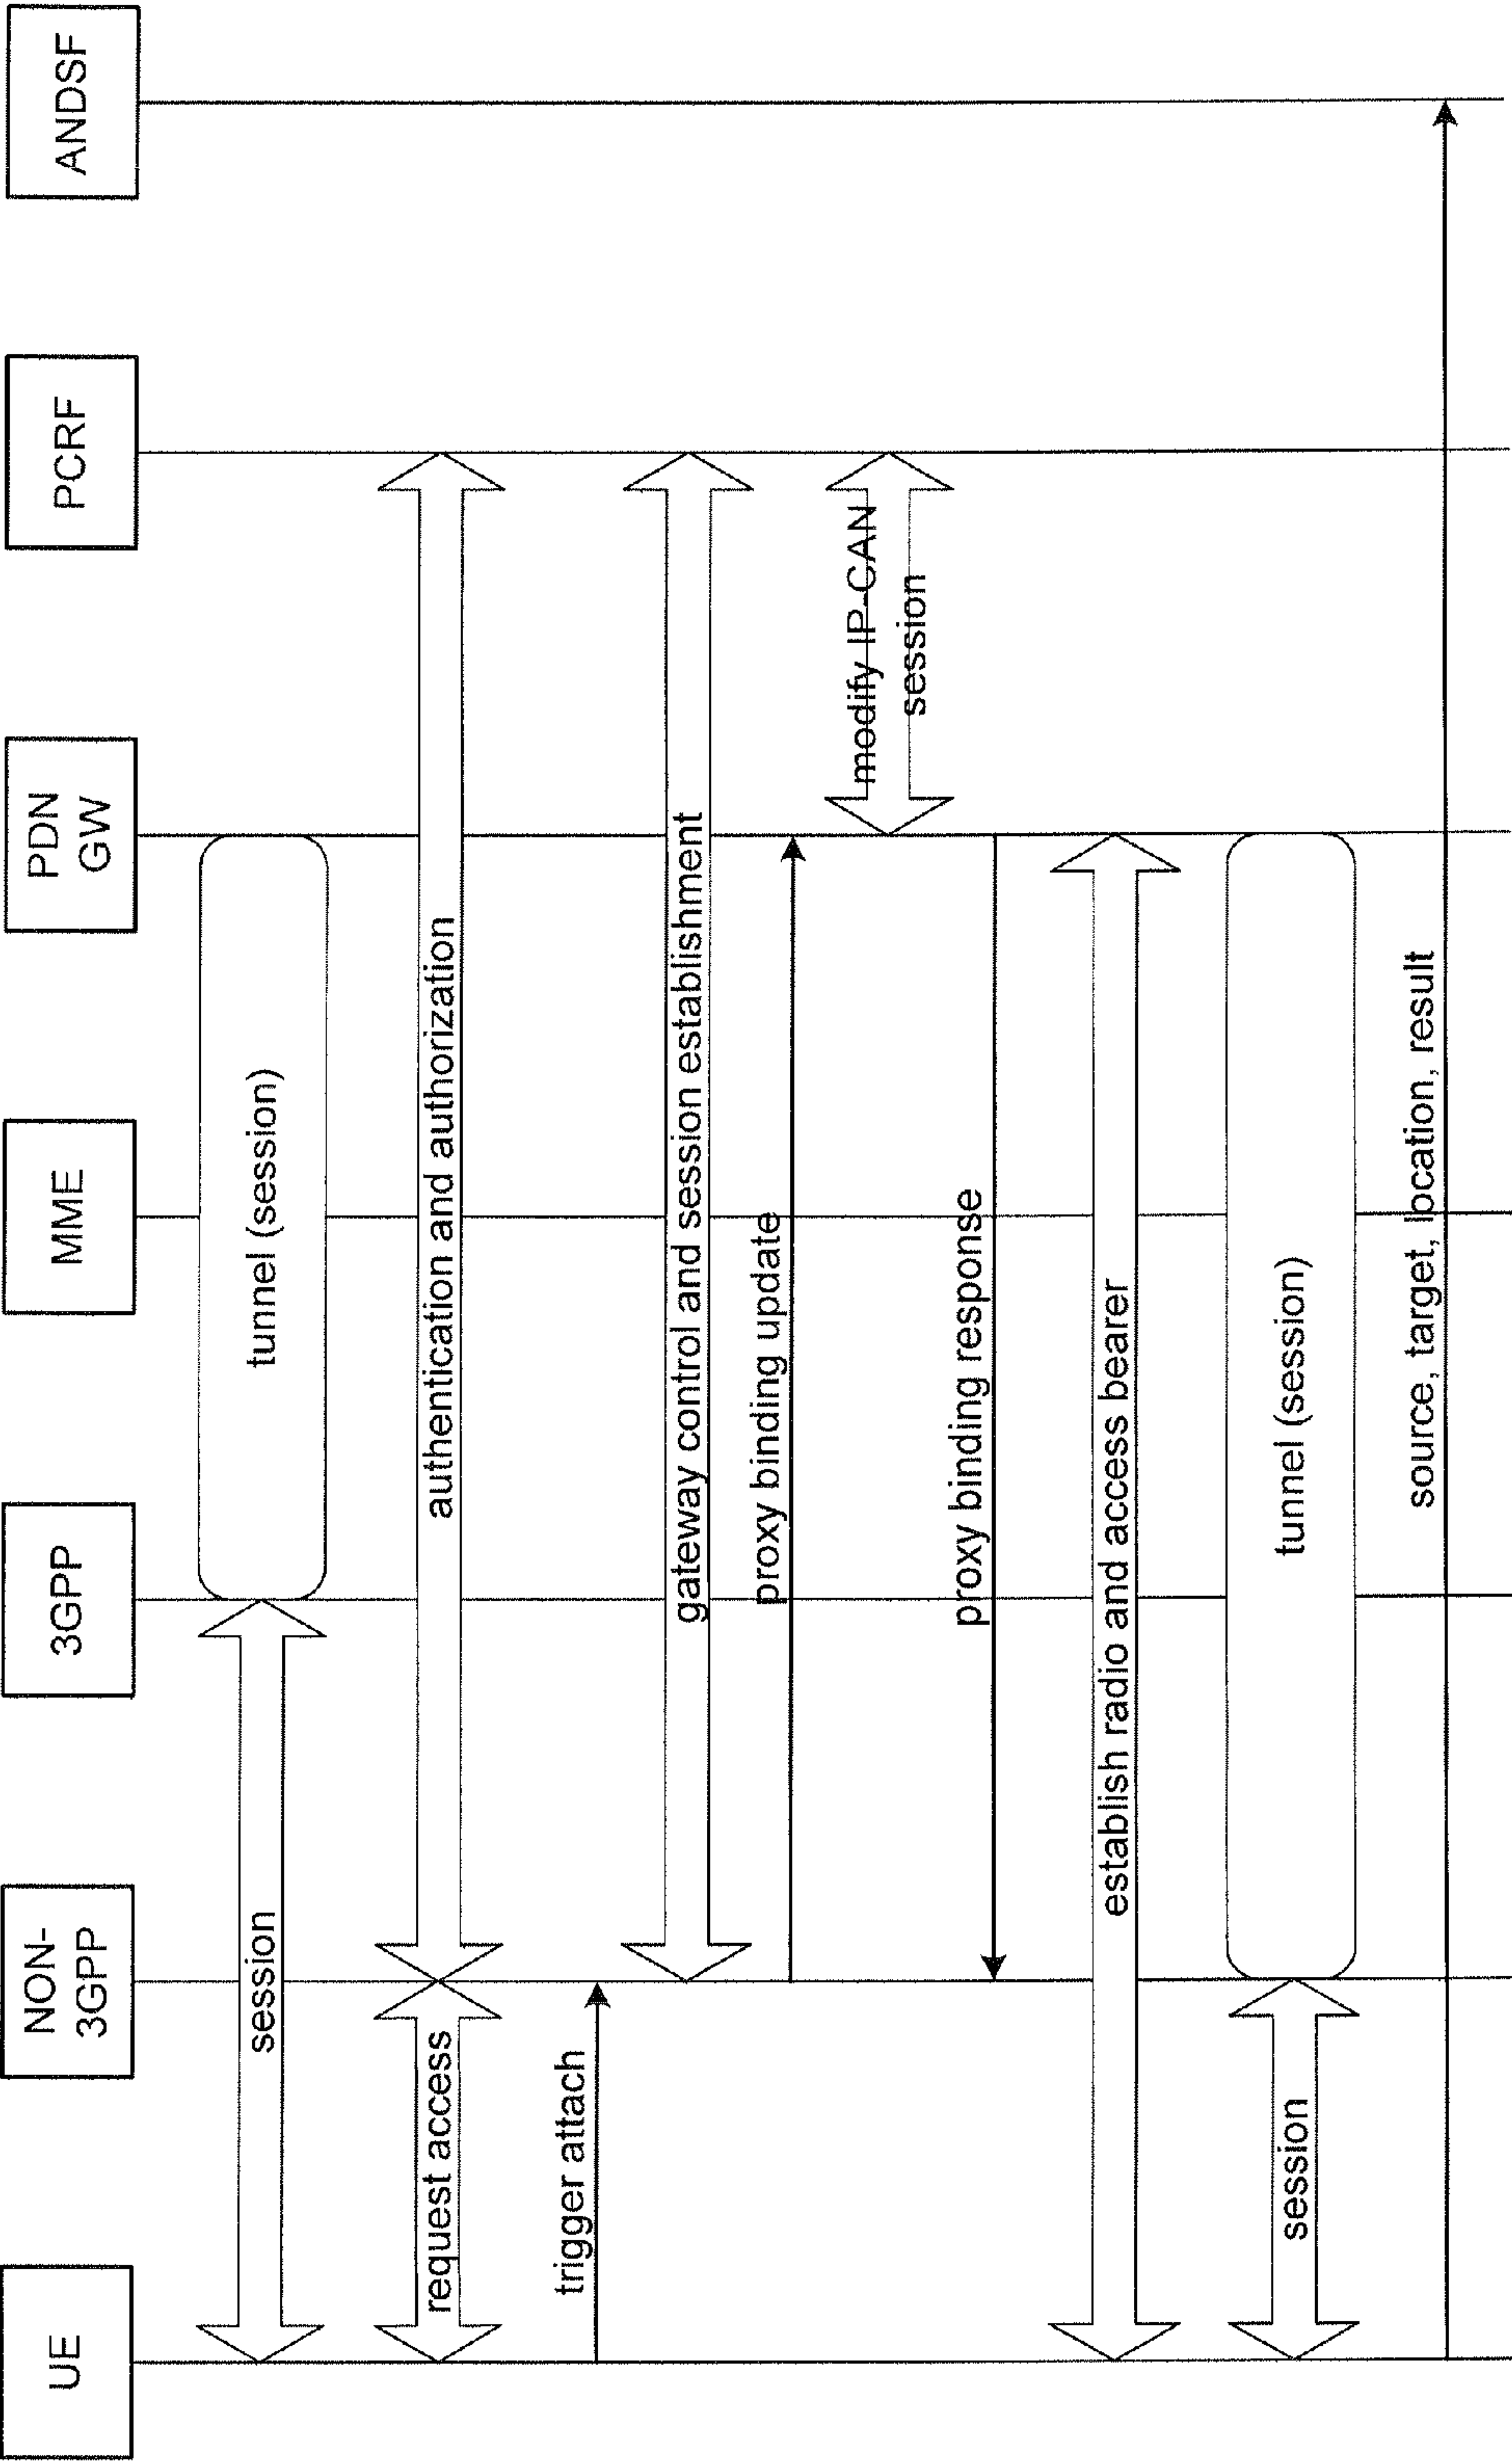 UE
NON-
3GPP
3GPP
MME
PDN
GW
PCRF
ANDSF
session
tunnel (session)
request access
authentication and authorization
trigger attach
gateway control and session establishment
proxy binding update
modify IP-CAN
session
proxy binding response
establish radio and access bearer
session
tunnel (session)
source, target, location, result